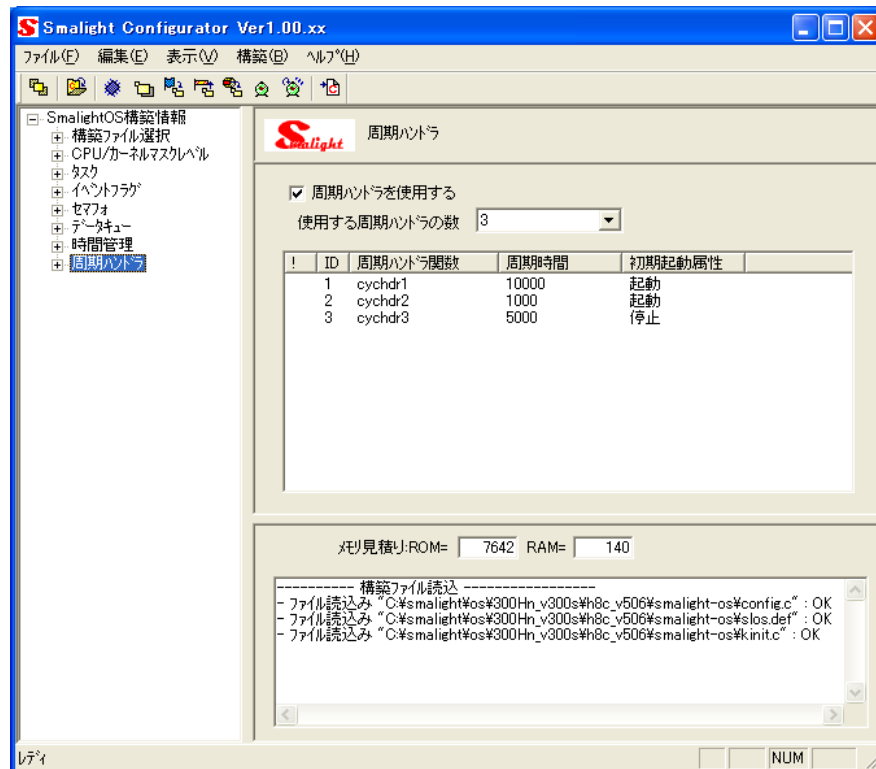 Smalight Configurator Ver1.00.xx
ファイル(F) 編集(E) 表示(V) 構築(B) ヘルプ(H)
SmalightOS構築情報
構築ファイル選択
CPU/カーネルマスクレベル
タスク
イベントフラグ
セマフォ
データキュー
時間管理
周期ハンドラ
Smalight 周期ハンドラ
周期ハンドラを使用する
使用する周期ハンドラの数 3
! ID 周期ハンドラ関数 周期時間 初期起動属性
1 cychdr1 10000 起動
2 cychdr2 1000 起動
3 cychdr3 5000 停止
メモリ見積り:ROM= 7642 RAM= 140
---------- 構築ファイル読込 ------------------
- ファイル読込み "C:¥smalight¥os¥300Hn_v300s¥h8c_v506¥smalight-os¥config.c" : OK
- ファイル読込み "C:¥smalight¥os¥300Hn_v300s¥h8c_v506¥smalight-os¥slos.def" : OK
- ファイル読込み "C:¥smalight¥os¥300Hn_v300s¥h8c_v506¥smalight-os¥kinit.c" : OK
レディ NUM